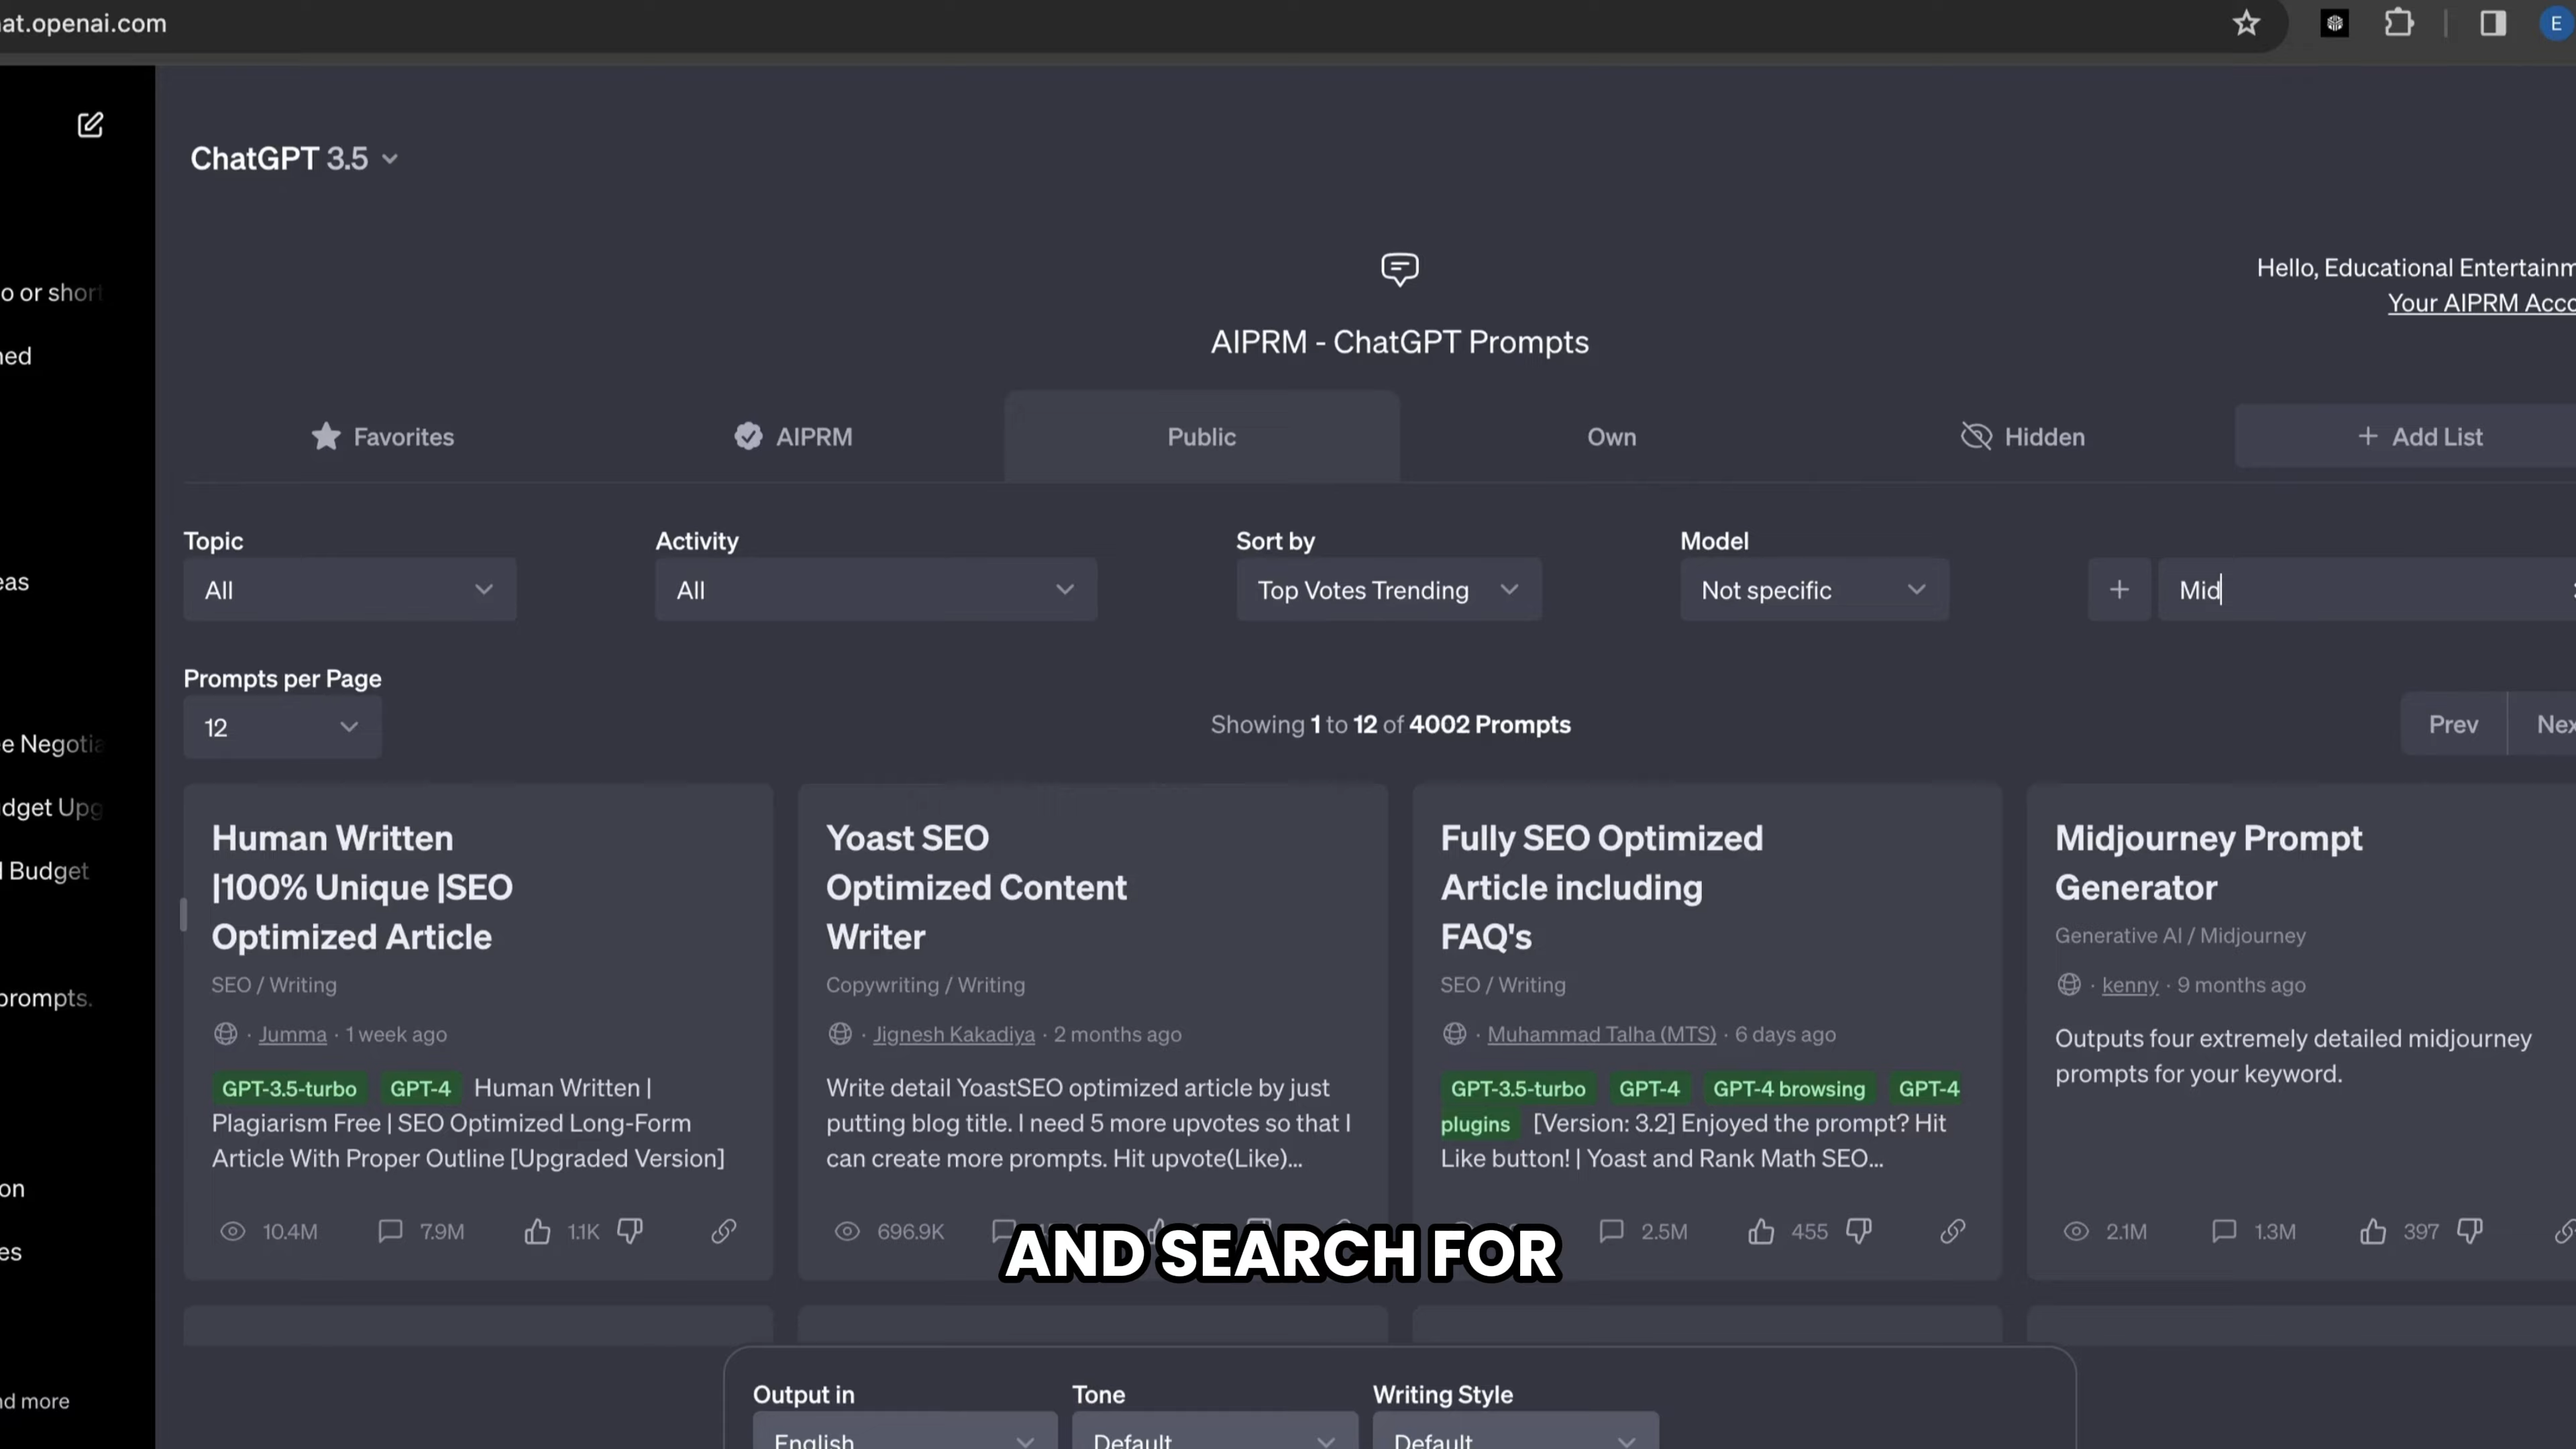 at.openai.com
E
ChatGPT 3.5
o or short
ned
eas
e Negotia
dget Upg
l Budget
prompts.
on
es
nd more
Hello, Educational Entertainm
Your AIPRM Acco
AIPRM - ChatGPT Prompts
Favorites
AIPRM
Public
Own
Hidden
+ Add List
Topic
Activity
Sort by
Model
All
All
Top Votes Trending
Not specific
+
Mid
Prompts per Page
12
Showing 1 to 12 of 4002 Prompts
Prev
Nex
Human Written
|100% Unique |SEO
Optimized Article
SEO / Writing
· Jumma · 1 week ago
GPT-3.5-turbo GPT-4 Human Written |
Plagiarism Free | SEO Optimized Long-Form
Article With Proper Outline [Upgraded Version]
10.4M 7.9M 1.1K
Yoast SEO
Optimized Content
Writer
Copywriting / Writing
· Jignesh Kakadiya · 2 months ago
Write detail YoastSEO optimized article by just
putting blog title. I need 5 more upvotes so that I
can create more prompts. Hit upvote(Like)...
696.9K
Fully SEO Optimized
Article including
FAQ's
SEO / Writing
· Muhammad Talha (MTS) · 6 days ago
GPT-3.5-turbo GPT-4 GPT-4 browsing GPT-4
plugins [Version: 3.2] Enjoyed the prompt? Hit
Like button! | Yoast and Rank Math SEO...
2.5M 455
Midjourney Prompt
Generator
Generative AI / Midjourney
· kenny · 9 months ago
Outputs four extremely detailed midjourney
prompts for your keyword.
2.1M 1.3M 397
AND SEARCH FOR
Output in
Tone
Writing Style
English
Default
Default